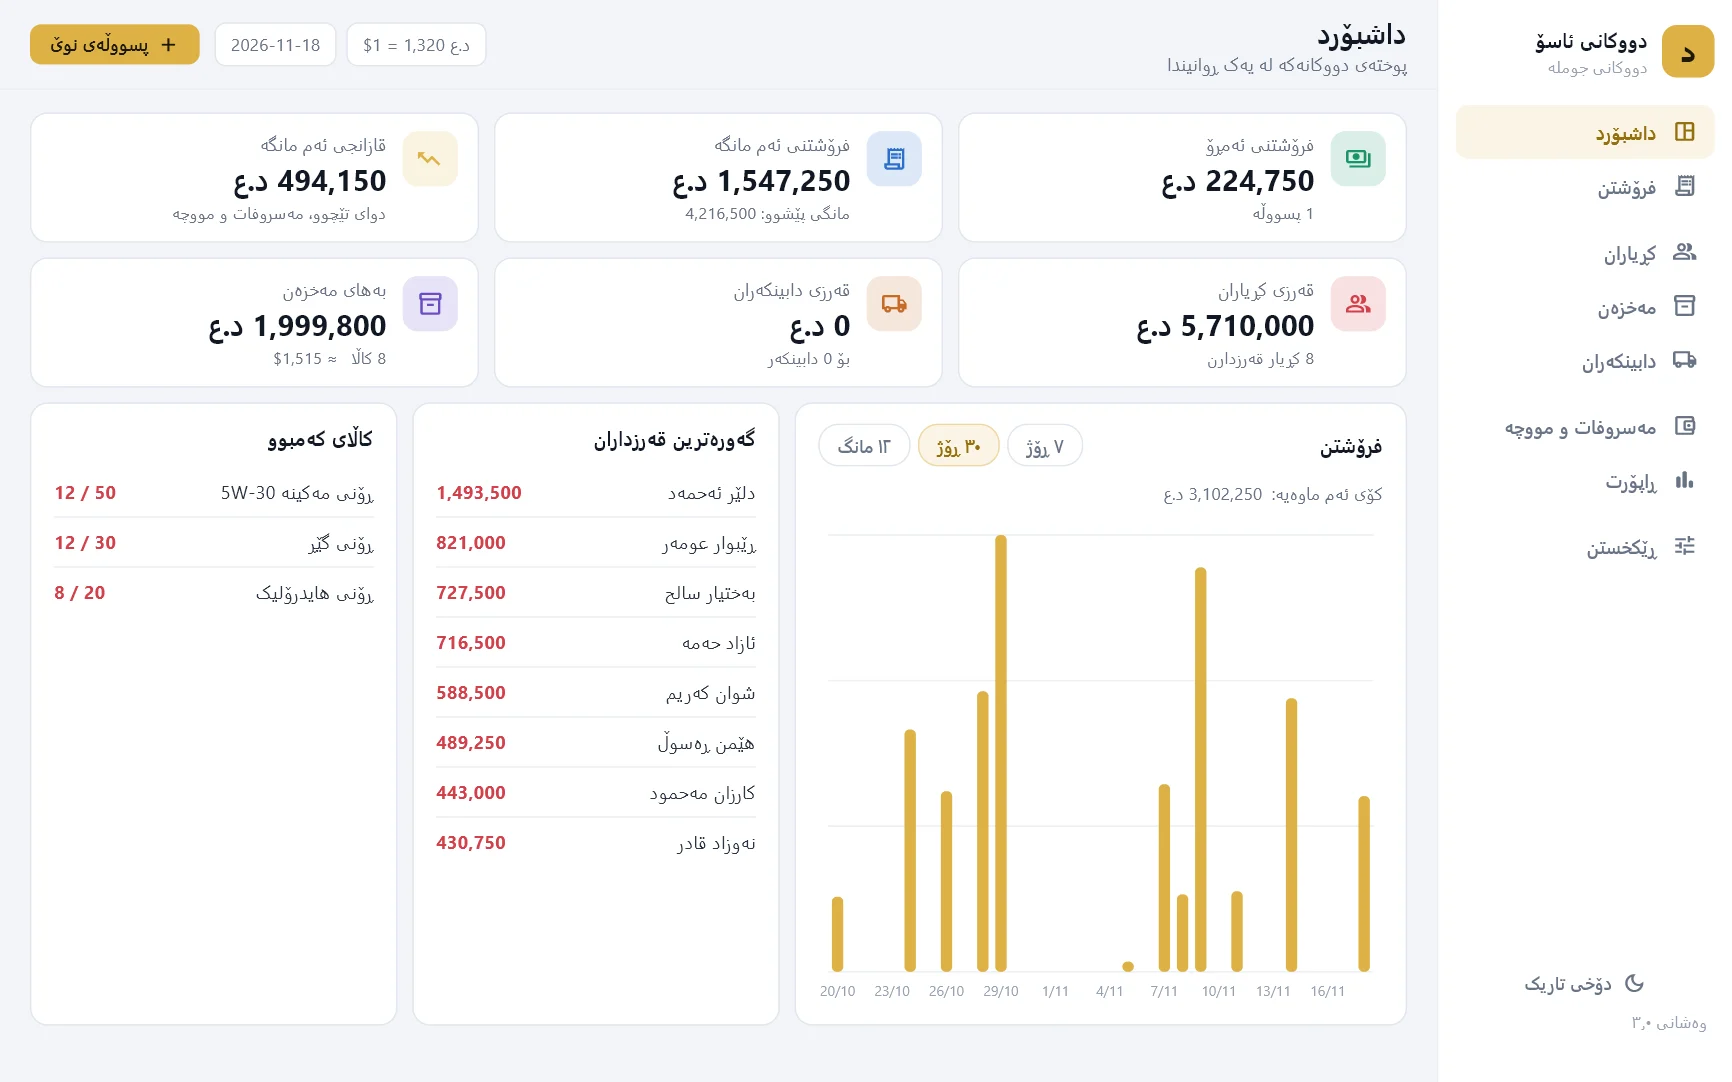 د
دووکانی ئاسۆ
دووکانی جوملە
داشبۆرد
فرۆشتن
کڕیاران
مەخزەن
دابینکەران
مەسروفات و مووچە
ڕاپۆرت
ڕێکخستن
دۆخی تاریک
وەشانی ٣٫٠
داشبۆرد
پوختەی دووکانەکە لە یەک ڕوانیندا
$1 = 1,320 د.ع
2026-11-18
+ پسووڵەی نوێ
فرۆشتنی ئەمڕۆ
224,750 د.ع
1 پسووڵە
فرۆشتنی ئەم مانگە
1,547,250 د.ع
مانگی پێشوو: 4,216,500
قازانجی ئەم مانگە
494,150 د.ع
دوای تێچوو، مەسروفات و مووچە
قەرزی کڕیاران
5,710,000 د.ع
8 کڕیار قەرزدارن
قەرزی دابینکەران
0 د.ع
بۆ 0 دابینکەر
بەهای مەخزەن
1,999,800 د.ع
8 کاڵا ≈ $1,515
فرۆشتن
٧ ڕۆژ
٣٠ ڕۆژ
١٢ مانگ
کۆی ئەم ماوەیە: 3,102,250 د.ع
20/10 23/10 26/10 29/10 1/11 4/11 7/11 10/11 13/11 16/11
گەورەترین قەرزداران
دلێر ئەحمەد 1,493,500
ڕێبوار عومەر 821,000
بەختیار سالح 727,500
ئازاد حەمە 716,500
شوان کەریم 588,500
هێمن ڕەسوڵ 489,250
کارزان مەحمود 443,000
نەوزاد قادر 430,750
کاڵای کەمبوو
ڕۆنی مەکینە 5W-30 12 / 50
ڕۆنی گێڕ 12 / 30
ڕۆنی هایدرۆلیک 8 / 20